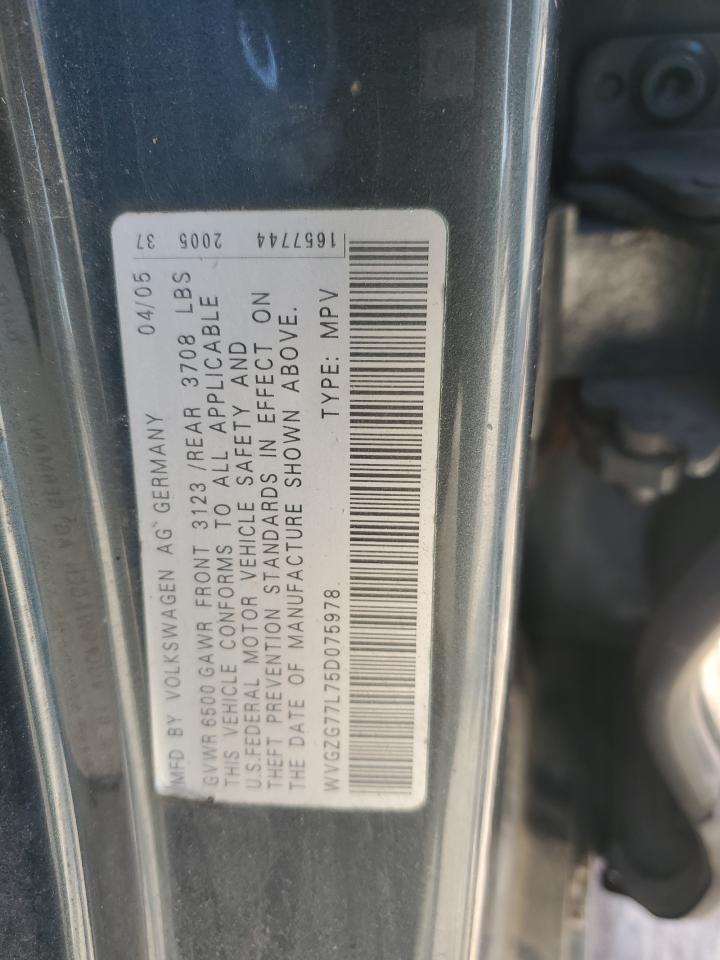 MFD BY VOLKSWAGEN AG GERMANY 04/05
GVWR 6500 GAWR FRONT 3123 /REAR 3708 LBS
THIS VEHICLE CONFORMS TO ALL APPLICABLE
U.S.FEDERAL MOTOR VEHICLE SAFETY AND
THEFT PREVENTION STANDARDS IN EFFECT ON
THE DATE OF MANUFACTURE SHOWN ABOVE.
WVGZG77L75D075978 TYPE: MPV
37 2005 1657744